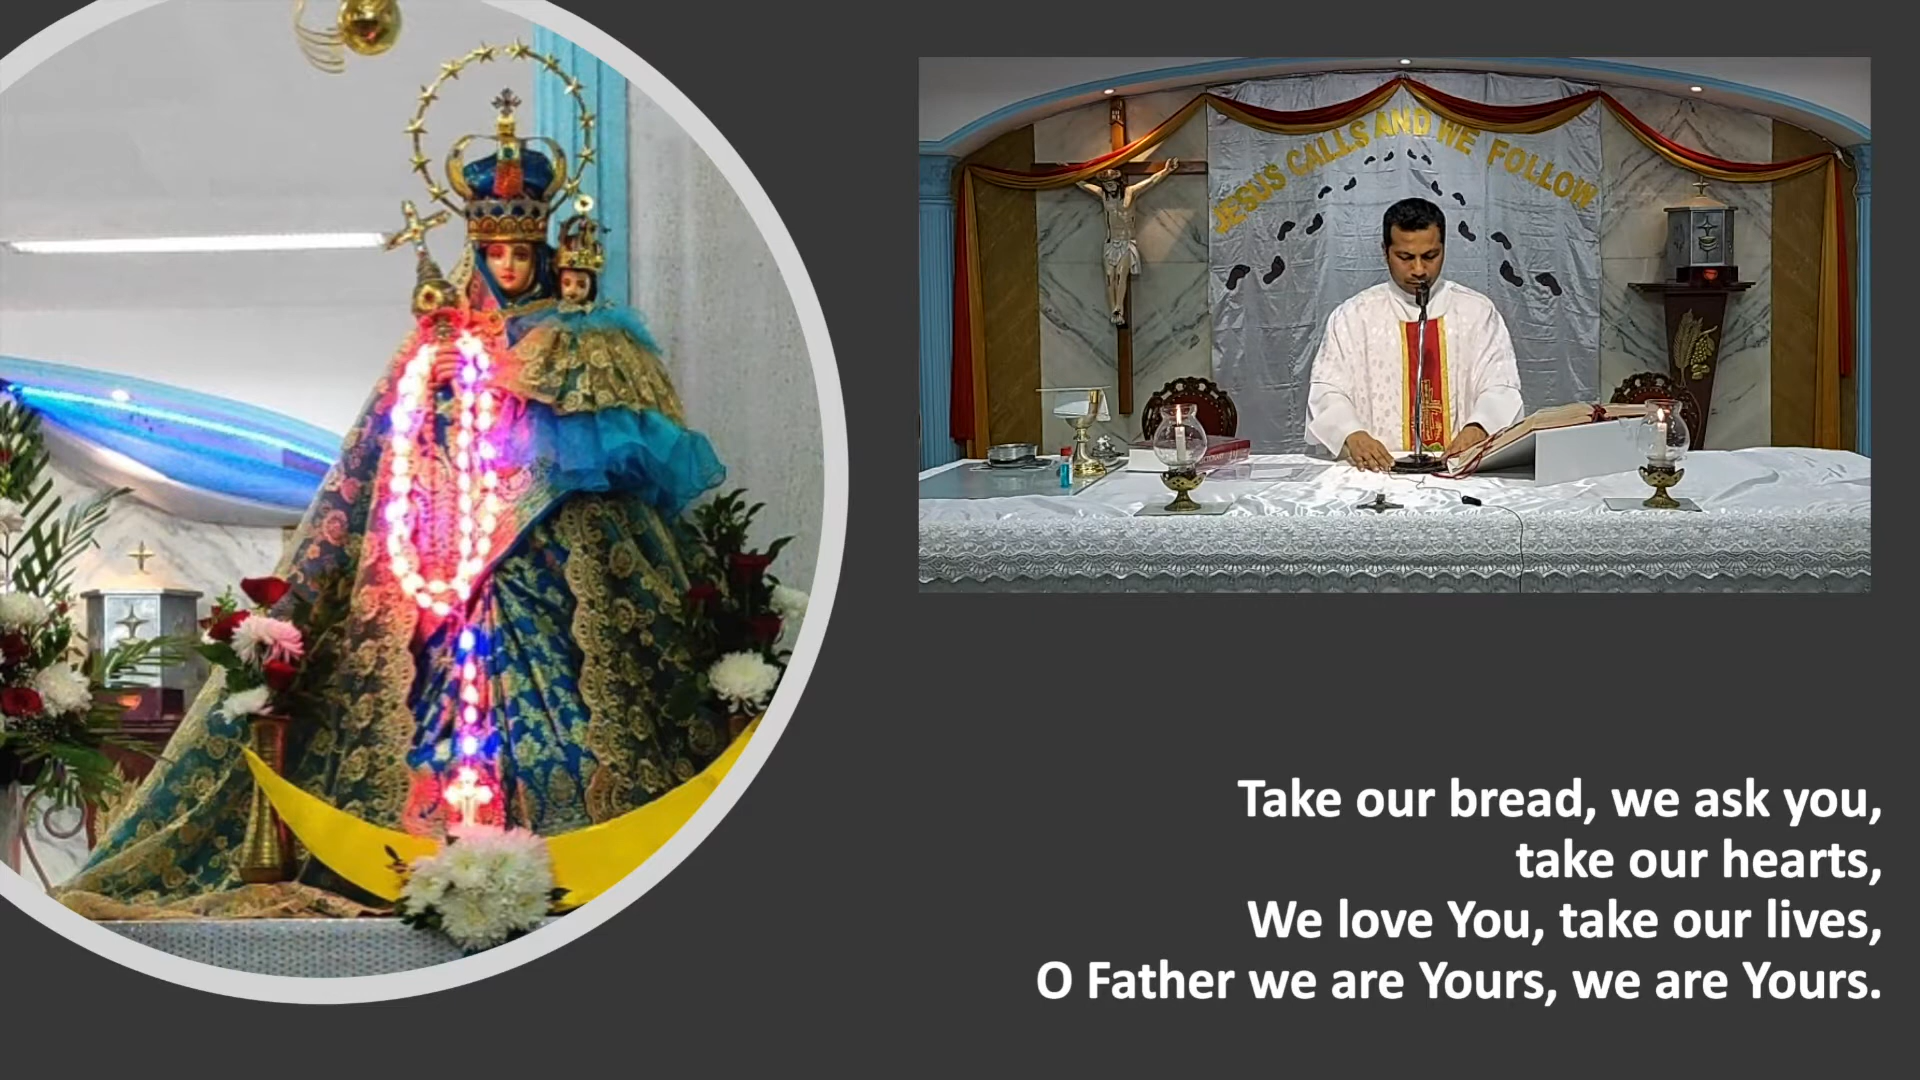 JESUS CALLS AND WE FOLLOW
Take our bread, we ask you,
take our hearts,
We love You, take our lives,
O Father we are Yours, we are Yours.